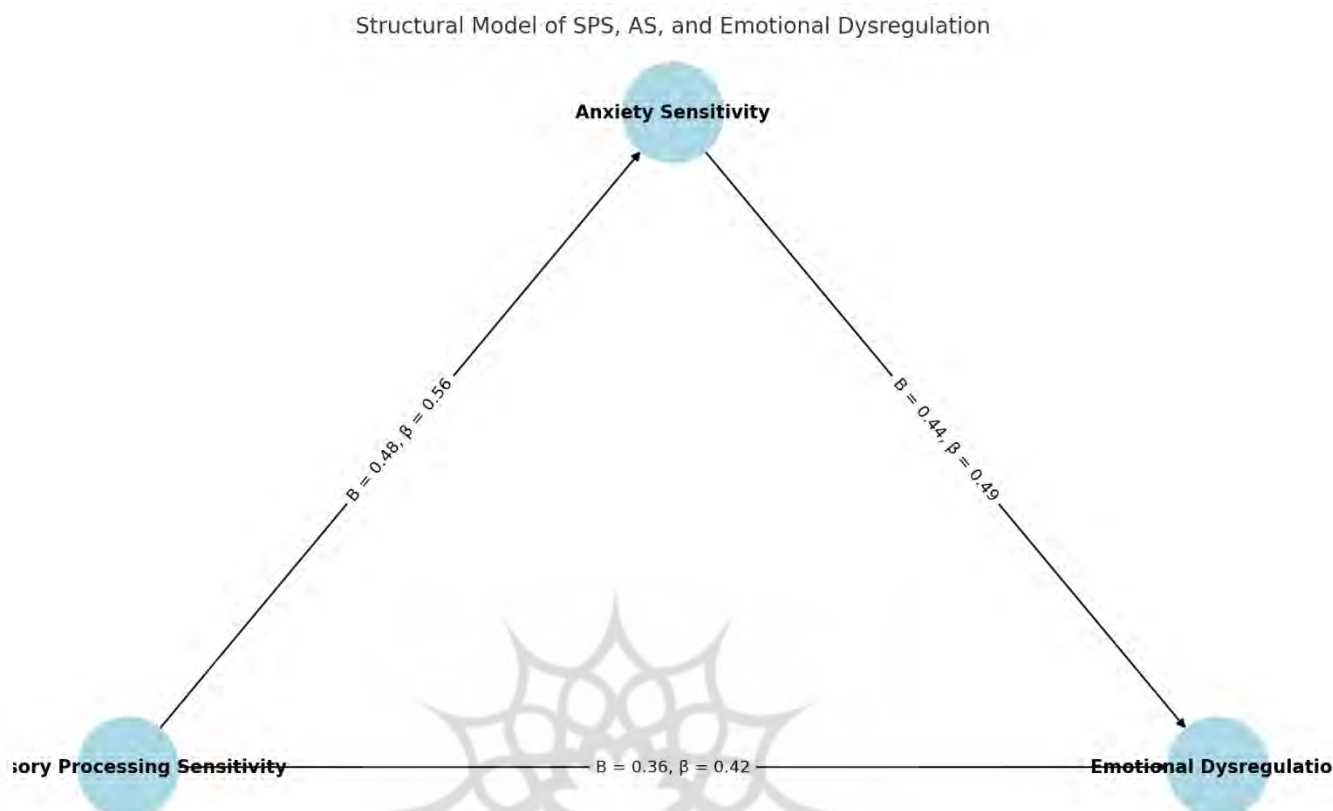 Structural Model of SPS, AS, and Emotional Dysregulation
Anxiety Sensitivity
B = 0.48, β = 0.56
B = 0.44, β = 0.49
sory Processing Sensitivity
B = 0.36, β = 0.42
Emotional Dysregulatio